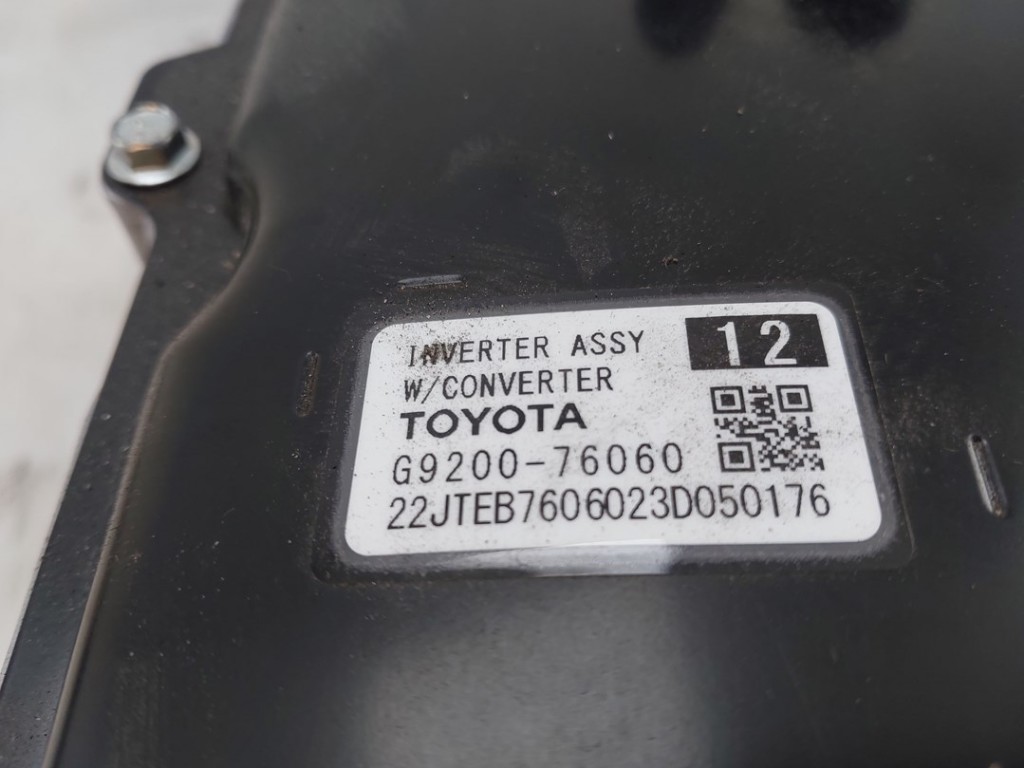 INVERTER ASSY 12
W/CONVERTER
TOYOTA
G9200-76060
22JTEB7606023D050176